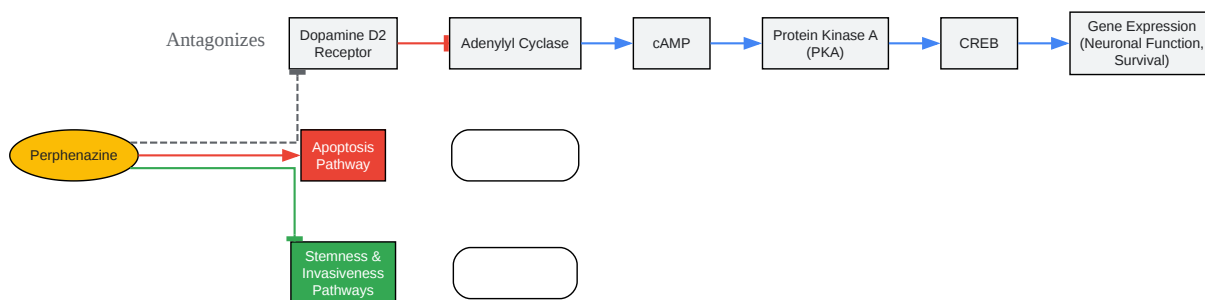 Antagonizes
Dopamine D2
Receptor
Adenylyl Cyclase
cAMP
Protein Kinase A
(PKA)
CREB
Gene Expression
(Neuronal Function,
Survival)
Perphenazine
Apoptosis
Pathway
Stemness &
Invasiveness
Pathways